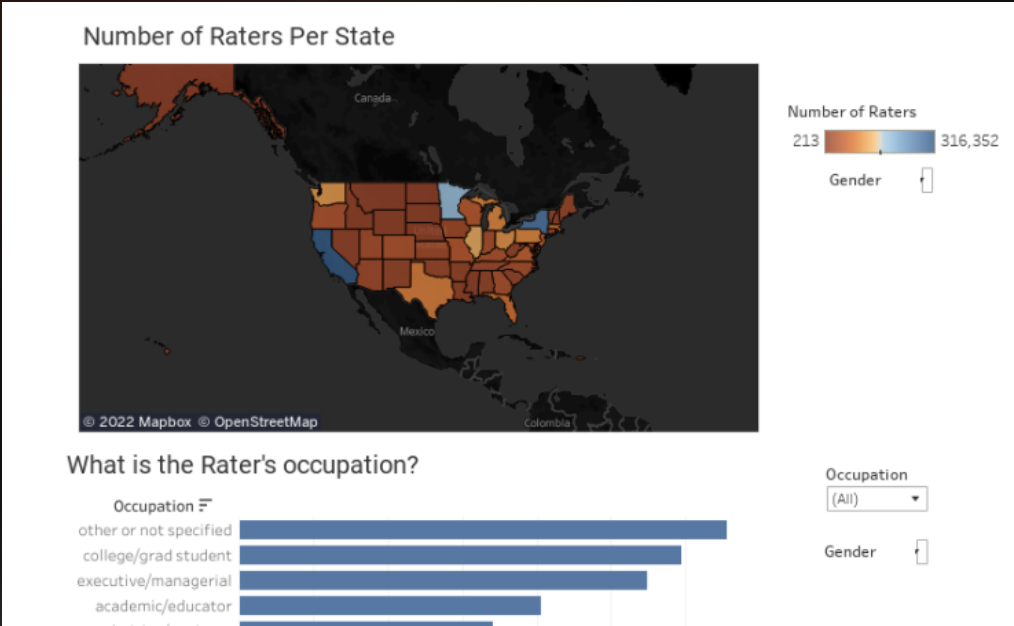 Number of Raters Per State
Canada
Mexico
Colombia
© 2022 Mapbox © OpenStreetMap
Number of Raters
213
316,352
Gender
What is the Rater's occupation?
Occupation
other or not specified
college/grad student
executive/managerial
academic/educator
Occupation
(All)
Gender